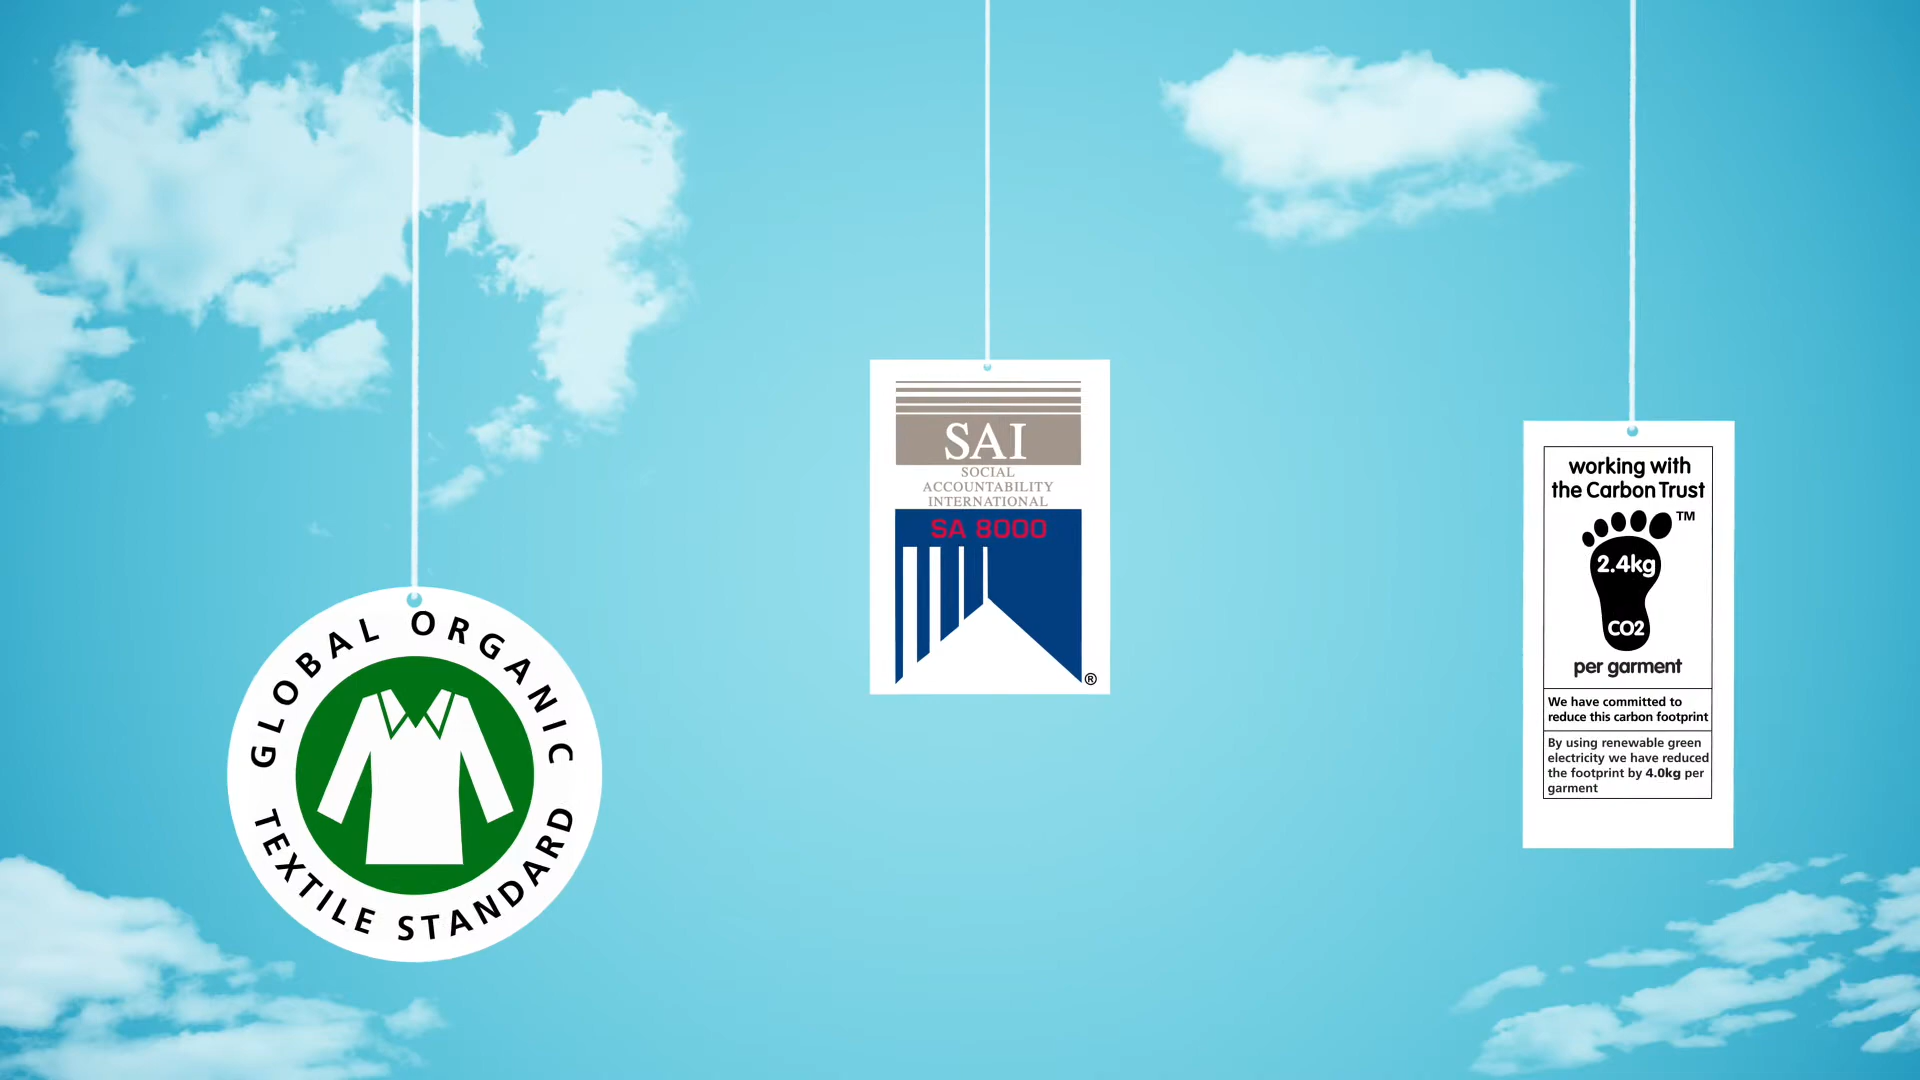 GLOBAL ORGANIC
TEXTILE STANDARD
SAI
SOCIAL
ACCOUNTABILITY
INTERNATIONAL
SA 8000
®
working with
the Carbon Trust
TM
2.4kg
CO2
per garment
We have committed to
reduce this carbon footprint
By using renewable green
electricity we have reduced
the footprint by 4.0kg per
garment